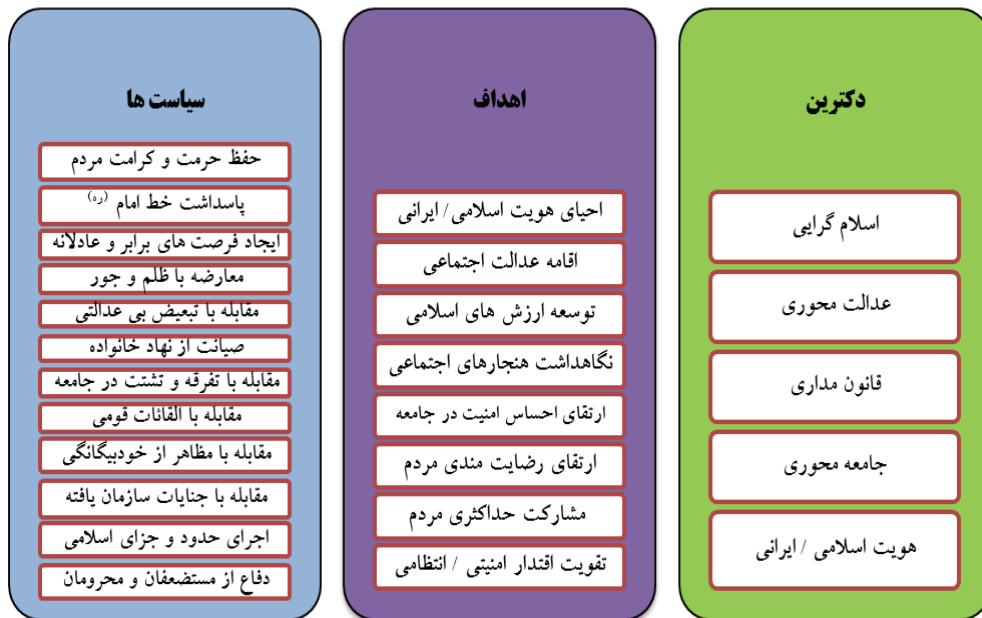 دکترین
اسلام گرایی
عدالت محوری
قانون مداری
جامعه محوری
هویت اسلامی / ایرانی
اهداف
احیای هویت اسلامی/ ایرانی
اقامه عدالت اجتماعی
توسعه ارزش های اسلامی
نگاهداشت هنجارهای اجتماعی
ارتقای احساس امنیت در جامعه
ارتقای رضایت مندی مردم
مشارکت حداکثری مردم
تقویت اقتدار امنیتی / انتظامی
سیاست ها
حفظ حرمت و کرامت مردم
پاسداشت خط امام (ره)
ایجاد فرصت های برابر و عادلانه
معارضه با ظلم و جور
مقابله با تبعیض بی عدالتی
صیانت از نهاد خانواده
مقابله با تفرقه و تشتت در جامعه
مقابله با القائات قومی
مقابله با مظاهر از خودبیگانگی
مقابله با جنایات سازمان یافته
اجرای حدود و جزای اسلامی
دفاع از مستضعفان و محرومان